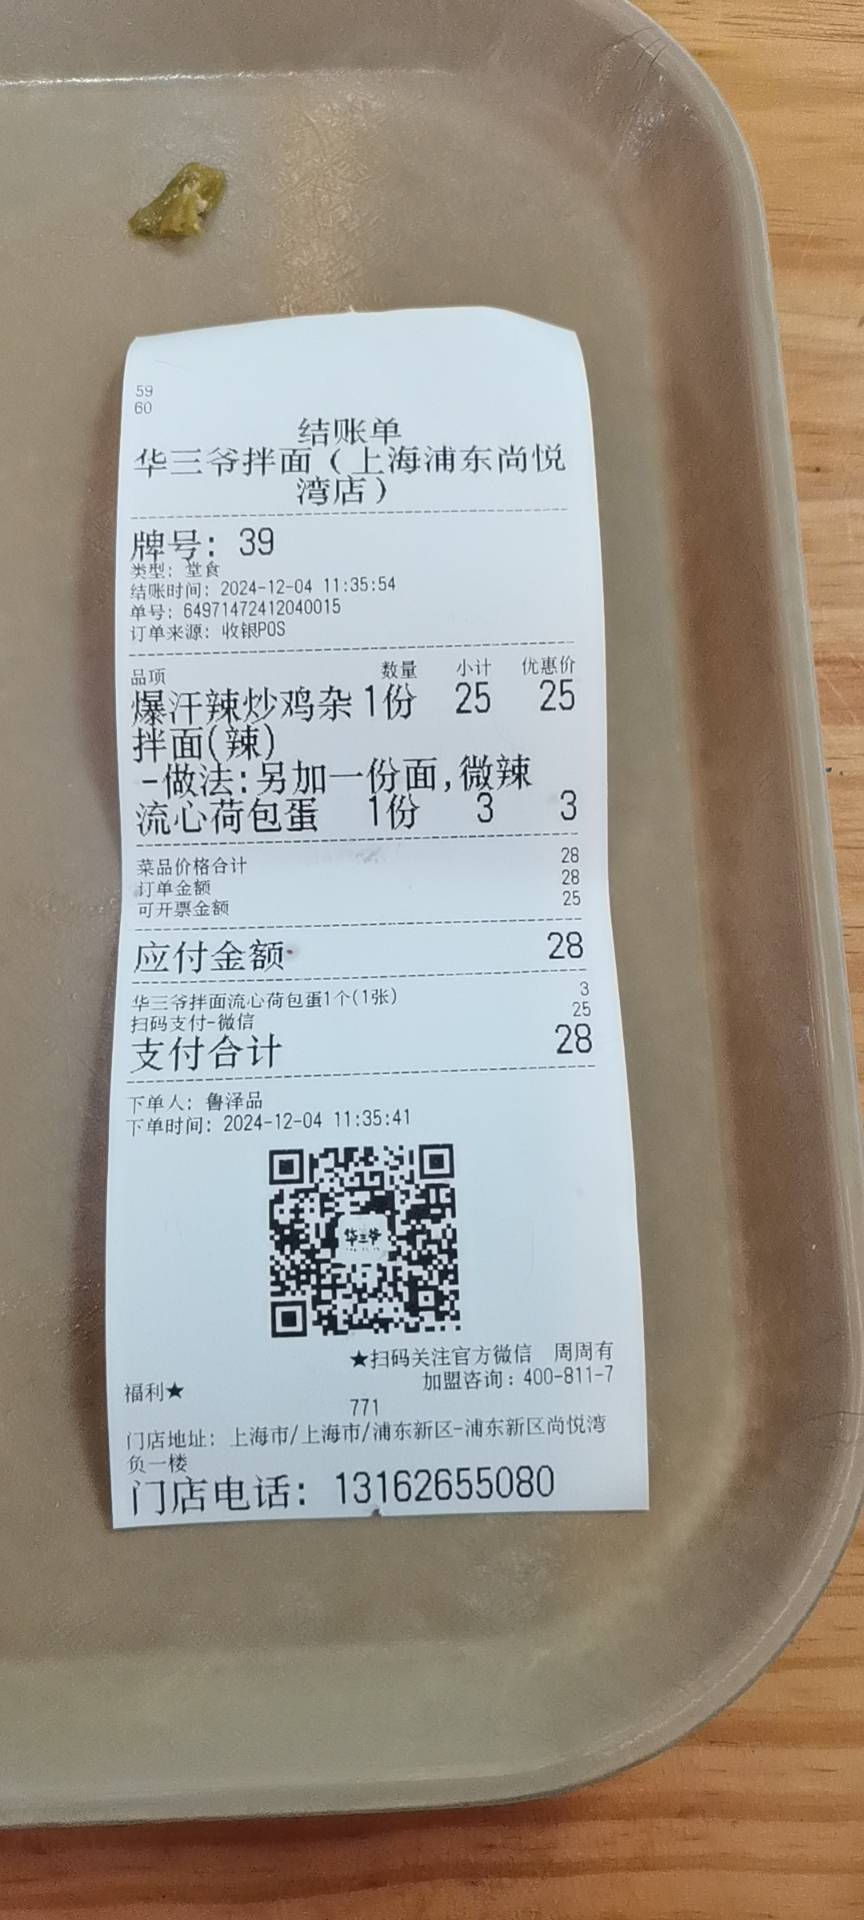 59
60
结账单
华三爷拌面（上海浦东尚悦
湾店）
牌号: 39
类型: 堂食
结账时间: 2024-12-04 11:35:54
单号: 64971472412040015
订单来源: 收银POS
品项 数量 小计 优惠价
爆汗辣炒鸡杂 1份 25 25
拌面(辣)
-做法:另加一份面,微辣
流心荷包蛋 1份 3 3
菜品价格合计 28
订单金额 28
可开票金额 25
应付金额 28
华三爷拌面流心荷包蛋1个(1张) 3
扫码支付-微信 25
支付合计 28
下单人: 鲁泽品
下单时间: 2024-12-04 11:35:41
华三爷
★扫码关注官方微信 周周有
福利★ 加盟咨询: 400-811-7
771
门店地址: 上海市/上海市/浦东新区-浦东新区尚悦湾
负一楼
门店电话: 13162655080